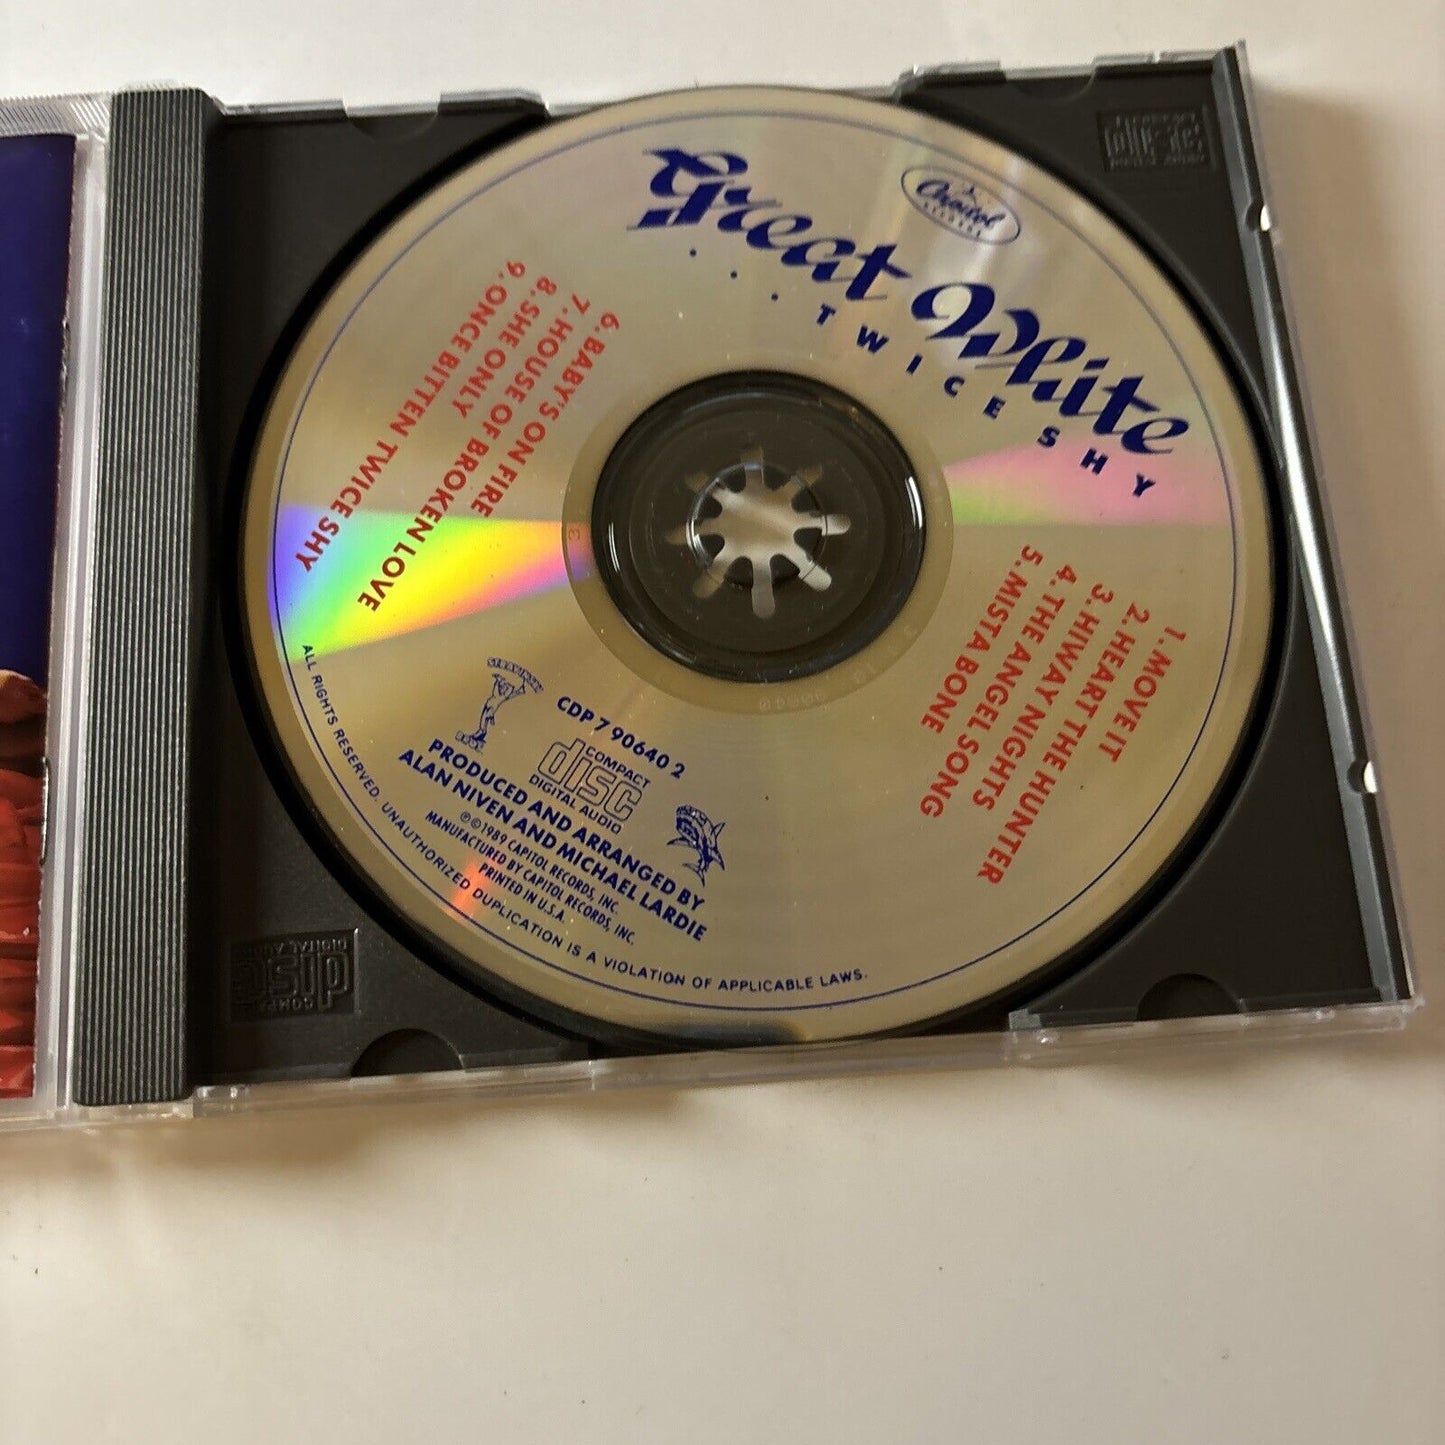 Great White
. . . TWICE SHY
Capitol
RECORDS
1. MOVE IT
2. HEART THE HUNTER
3. HIWAY NIGHTS
4. THE ANGEL SONG
5. MISTA BONE
6. BABY'S ON FIRE
7. HOUSE OF BROKEN LOVE
8. SHE ONLY
9. ONCE BITTEN TWICE SHY
CDP 7 90640 2
COMPACT
disc
DIGITAL AUDIO
PRODUCED AND ARRANGED BY
ALAN NIVEN AND MICHAEL LARDIE
℗©1989 CAPITOL RECORDS, INC.
MANUFACTURED BY CAPITOL RECORDS, INC.
PRINTED IN U.S.A.
ALL RIGHTS RESERVED. UNAUTHORIZED DUPLICATION IS A VIOLATION OF APPLICABLE LAWS.
disc